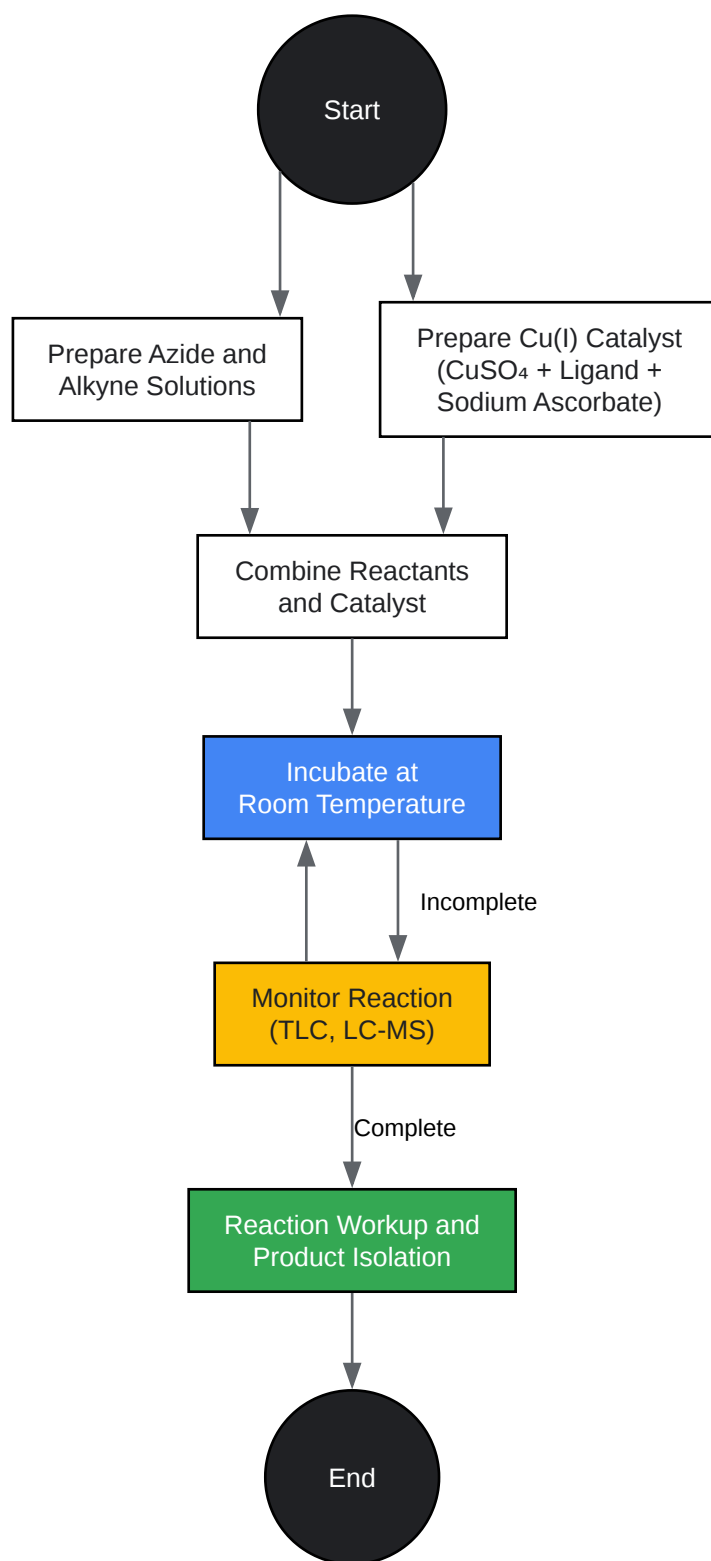 Start
Prepare Azide and
Alkyne Solutions
Prepare Cu(I) Catalyst
(CuSO₄ + Ligand +
Sodium Ascorbate)
Combine Reactants
and Catalyst
Incubate at
Room Temperature
Incomplete
Monitor Reaction
(TLC, LC-MS)
Complete
Reaction Workup and
Product Isolation
End